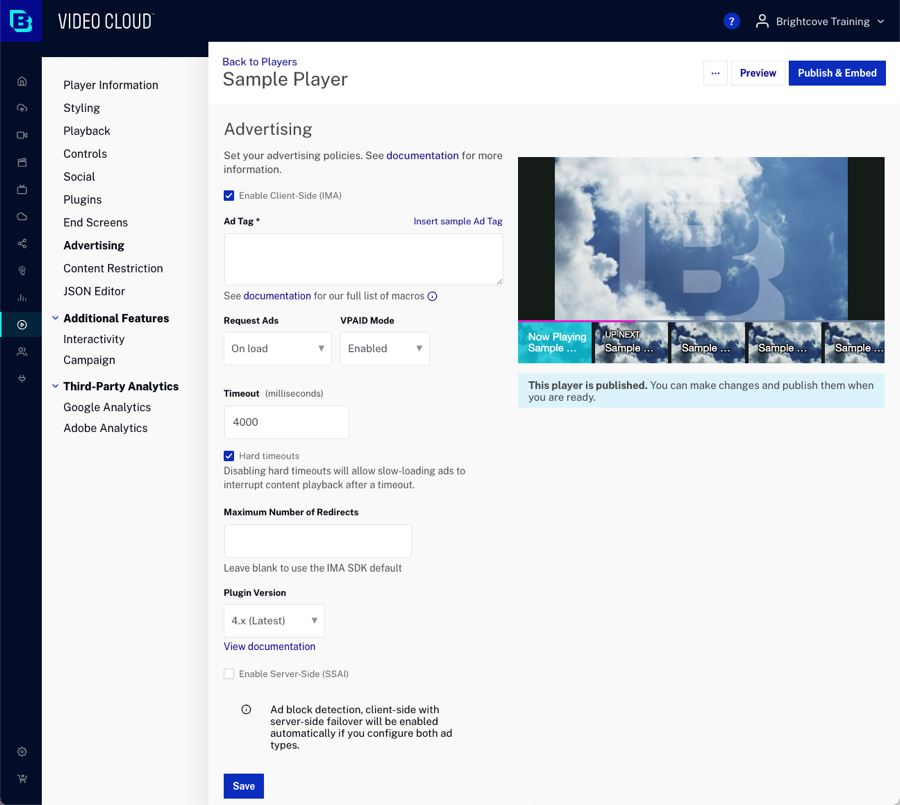 VIDEO CLOUD
?
Brightcove Training
Player Information
Styling
Playback
Controls
Social
Plugins
End Screens
Advertising
Content Restriction
JSON Editor
Additional Features
Interactivity
Campaign
Third-Party Analytics
Google Analytics
Adobe Analytics
Back to Players
Sample Player
...
Preview
Publish & Embed
Advertising
Set your advertising policies. See documentation for more
information.
Enable Client-Side (IMA)
Ad Tag *
Insert sample Ad Tag
See documentation for our full list of macros
Request Ads
VPAID Mode
On load
Enabled
Timeout (milliseconds)
4000
Hard timeouts
Disabling hard timeouts will allow slow-loading ads to
interrupt content playback after a timeout.
Maximum Number of Redirects
Leave blank to use the IMA SDK default
Plugin Version
4.x (Latest)
View documentation
Enable Server-Side (SSAI)
Ad block detection, client-side with
server-side failover will be enabled
automatically if you configure both ad
types.
Save
Now Playing
Sample ...
UP NEXT
Sample ...
Sample ...
Sample ...
Sample ...
This player is published. You can make changes and publish them when
you are ready.